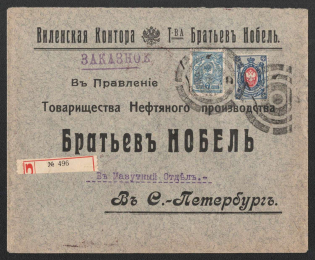 Виленская Контора Т-ва Братьевъ Нобель.
ЗАКАЗНОЕ
Въ Правленіе
Товарищества Нефтяного производства
Братьевъ НОБЕЛЬ
№ 496
Въ С.-Петербургъ.